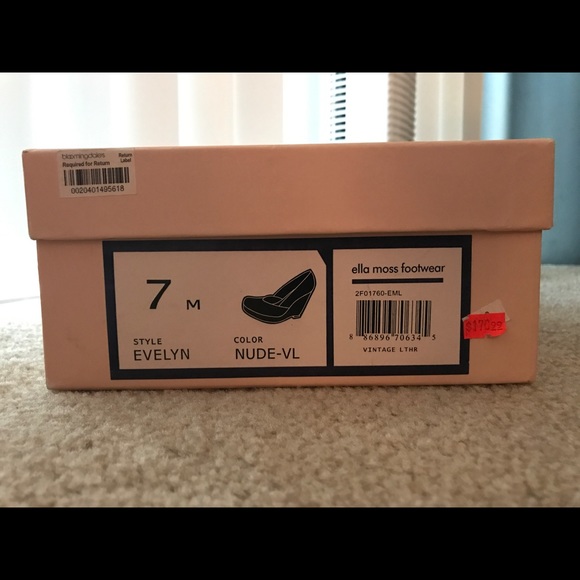 bloomingdales Return
Required for Return Label
0020401495618
7 M
STYLE
EVELYN
COLOR
NUDE-VL
ella moss footwear
2F01760-EML
8 86896 70634 5
VINTAGE LTHR